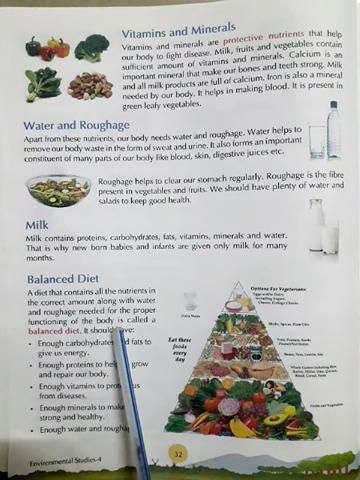 Vitamins and Minerals
Vitamins and minerals are protective nutrients that help
our body to fight disease. Milk, fruits and vegetables contain
sufficient amount of vitamins and minerals. Calcium is an
important mineral that make our bones and teeth strong. Milk
and all milk products are full of calcium. Iron is also a mineral
needed by our body. It helps in making blood. It is present in
green leafy vegetables.
Water and Roughage
Apart from these nutrients, our body needs water and roughage. Water helps to
remove our body waste in the form of sweat and urine. It also forms an important
constituent of many parts of our body like blood, skin, digestive juices etc.
Roughage helps to clear our stomach regularly. Roughage is the fibre
present in vegetables and fruits. We should have plenty of water and
salads to keep good health.
Milk
Milk contains proteins, carbohydrates, fats, vitamins, minerals and water.
That is why new born babies and infants are given only milk for many
months.
Balanced Diet
A diet that contains all the nutrients in
the correct amount along with water
and roughage needed for the proper
functioning of the body is called a
balanced diet. It should
• Enough carbohydrates fats to
give us energy.
• Enough proteins to grow
and repair our body.
• Enough vitamins to us
from diseases.
• Enough minerals to
strong and healthy.
• Enough water and
Options For Vegetarians
Eat these
foods
every
day
Fruits and Vegetables
Environmental Studies-4
32